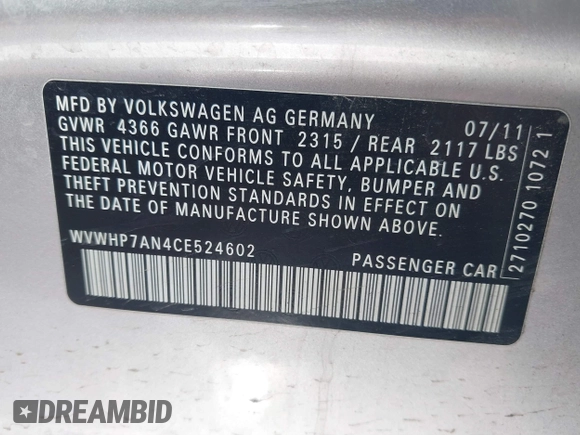 MFD BY VOLKSWAGEN AG GERMANY 07/11
GVWR 4366 GAWR FRONT 2315 / REAR 2117 LBS
THIS VEHICLE CONFORMS TO ALL APPLICABLE U.S.
FEDERAL MOTOR VEHICLE SAFETY, BUMPER AND
THEFT PREVENTION STANDARDS IN EFFECT ON
THE DATE OF MANUFACTURE SHOWN ABOVE.
WVWHP7AN4CE524602 PASSENGER CAR
2710270 1072 1
DREAMBID